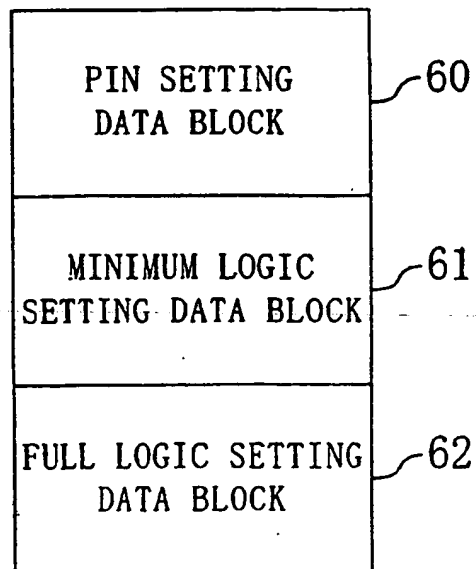 PIN SETTING
DATA BLOCK
60
MINIMUM LOGIC
SETTING DATA BLOCK
61
FULL LOGIC SETTING
DATA BLOCK
62